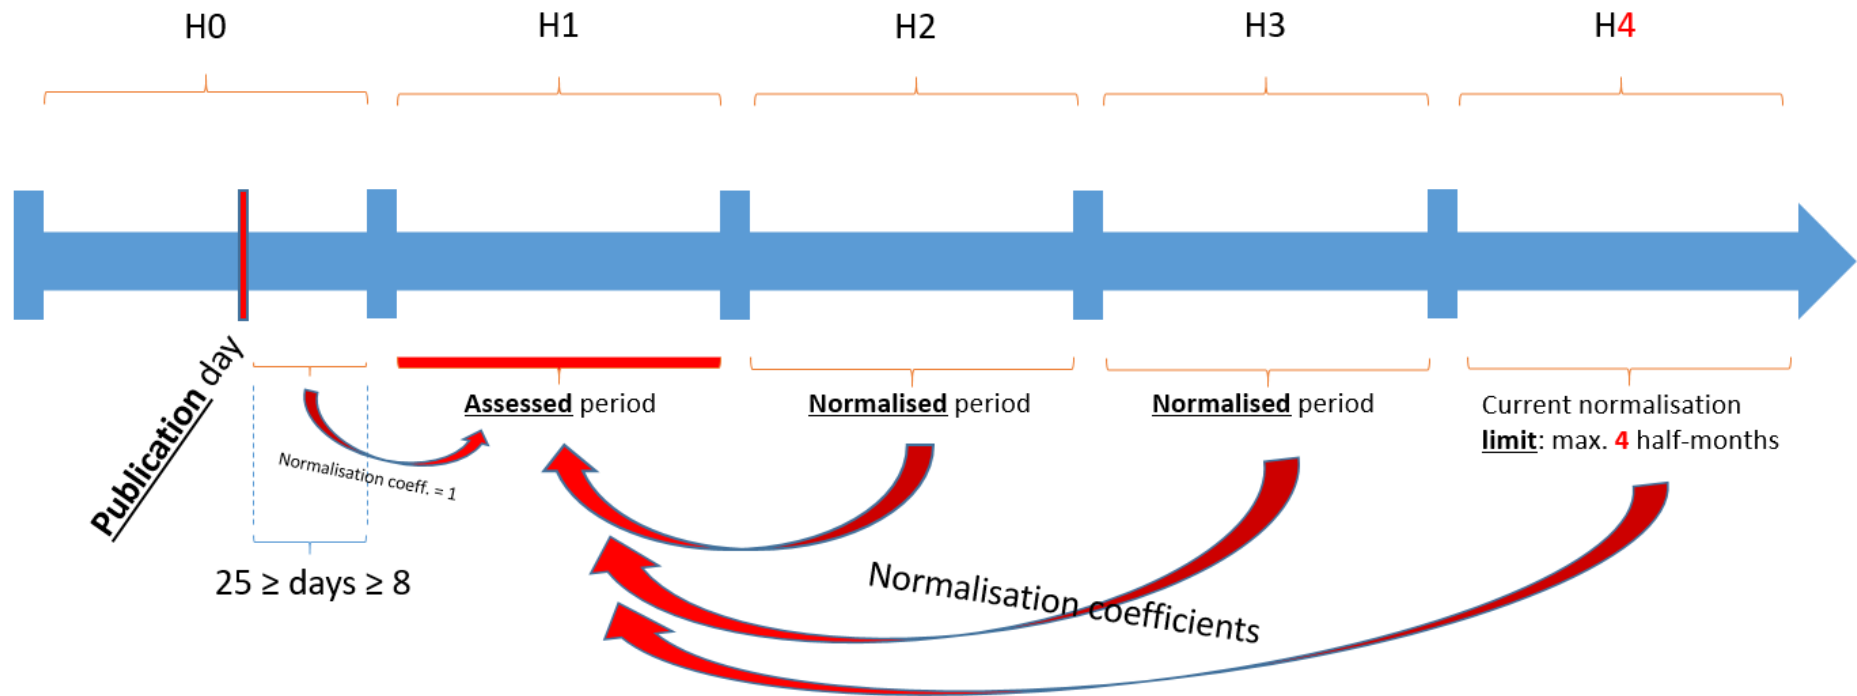 H0
H1
H2
H3
H4
Publication day
Assessed period
Normalised period
Normalised period
Current normalisation
limit: max. 4 half-months
Normalisation coeff. = 1
25 ≥ days ≥ 8
Normalisation coefficients